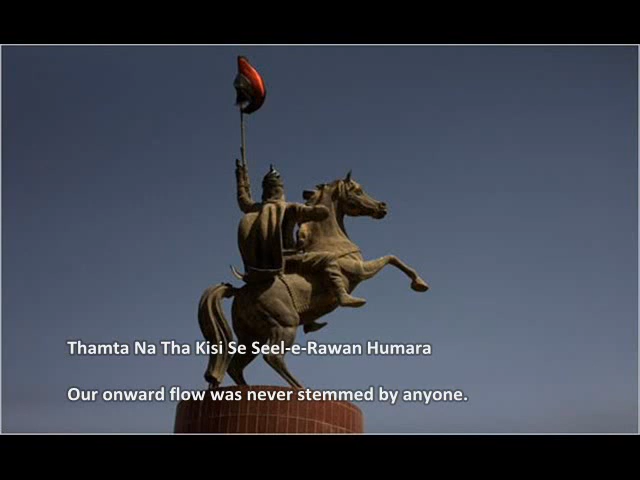 Thamta Na Tha Kisi Se Seel-e-Rawan Humara
Our onward flow was never stemmed by anyone.